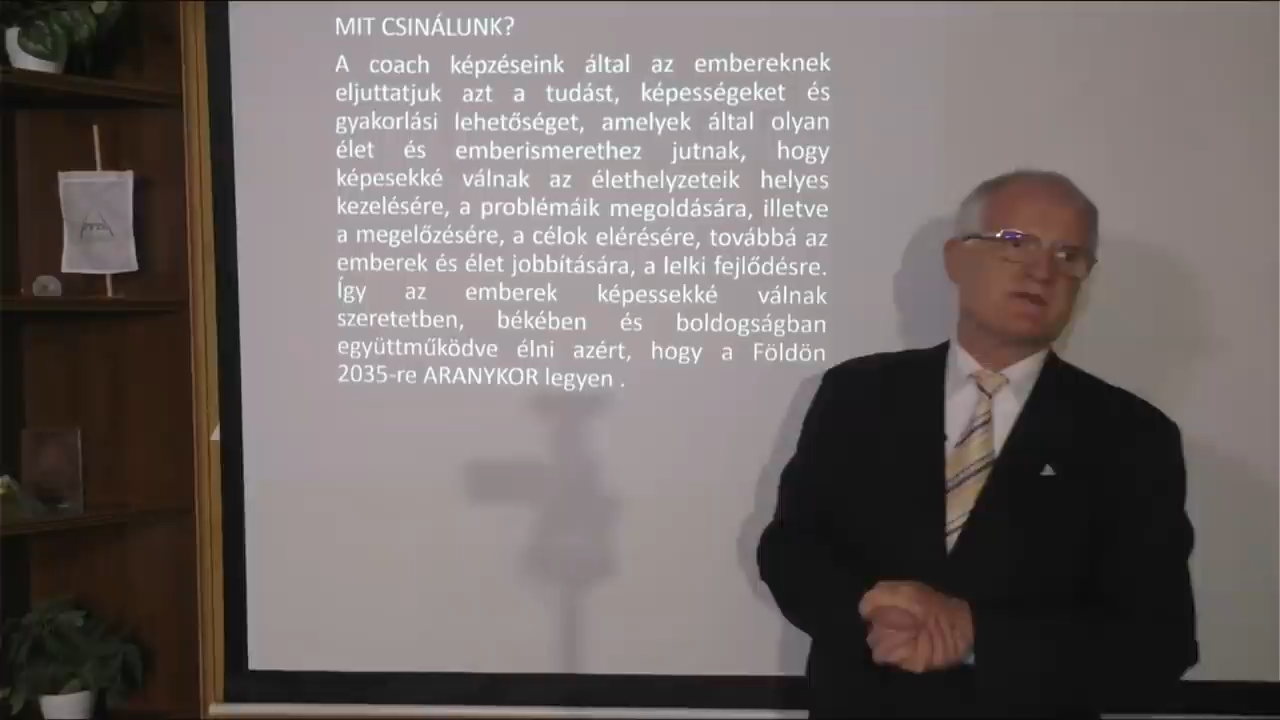 MIT CSINÁLUNK?
A coach képzéseink által az embereknek
eljuttatjuk azt a tudást, képességeket és
gyakorlási lehetőséget, amelyek által olyan
élet és emberismerethez jutnak, hogy
képesekké válnak az élethelyzeteik helyes
kezelésére, a problémáik megoldására, illetve
a megelőzésére, a célok elérésére, továbbá az
emberek és élet jobbítására, a lelki fejlődésre.
Így az emberek képessekké válnak
szeretetben, békében és boldogságban
együttműködve élni azért, hogy a Földön
2035-re ARANYKOR legyen .